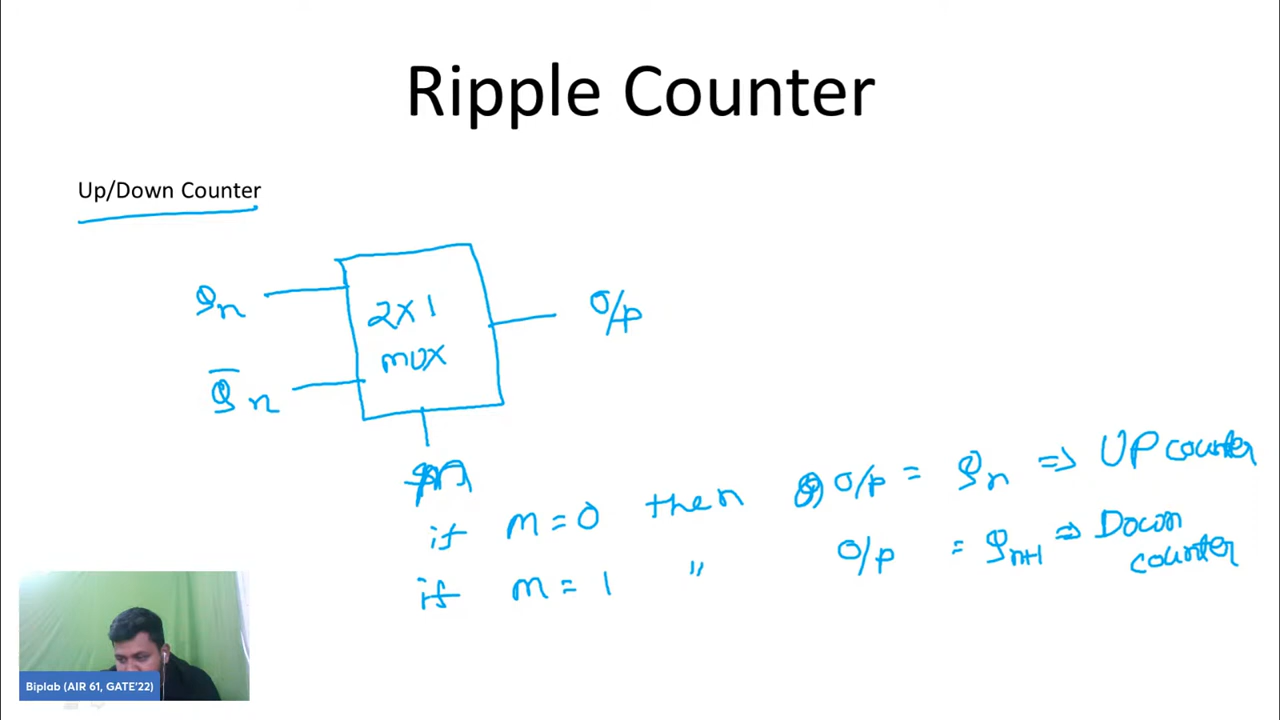 Ripple Counter
Up/Down Counter
Qn
2x1
MUX
O/p
Q̅n
m
if m = 0 then O/p = Qn => UP counter
if m = 1 " O/p = Qn+1 => Down
counter
Biplab (AIR 61, GATE'22)